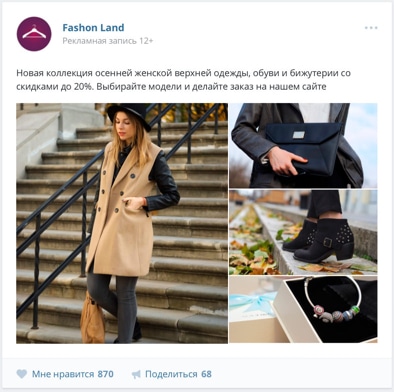 Fashon Land
Рекламная запись 12+
Новая коллекция осенней женской верхней одежды, обуви и бижутерии со
скидками до 20%. Выбирайте модели и делайте заказ на нашем сайте
Мне нравится 870 Поделиться 68